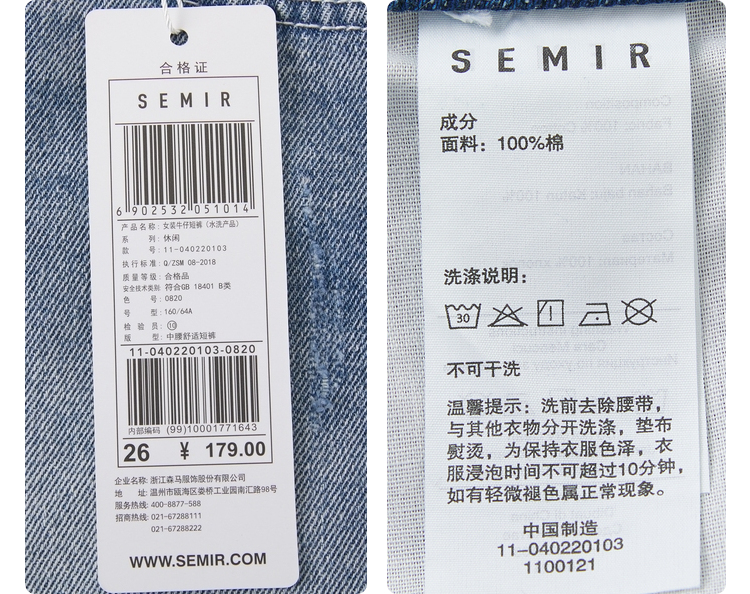 合格证
SEMIR
6 902532 051014
产品名称: 女装牛仔短裤(水洗产品)
系 列: 休闲
款 号: 11-040220103
执行标准: Q/ZSM 08-2018
质量等级: 合格品
安全技术类别: 符合GB 18401 B类
色 号: 0820
号 型: 160/64A
检 验 员: ⑩
版 型: 中腰舒适短裤
11-040220103-0820
内部编码 (99)10001771643
26 ¥ 179.00
企业名称: 浙江森马服饰股份有限公司
地 址: 温州市瓯海区娄桥工业园南汇路98号
服务热线: 400-8877-588
招商热线: 021-67288111
021-67288222
WWW.SEMIR.COM
SEMIR
成分
面料: 100%棉
洗涤说明:
30
不可干洗
温馨提示: 洗前去除腰带,
与其他衣物分开洗涤, 垫布
熨烫, 为保持衣服色泽, 衣
服浸泡时间不可超过10分钟,
如有轻微褪色属正常现象。
中国制造
11-040220103
1100121